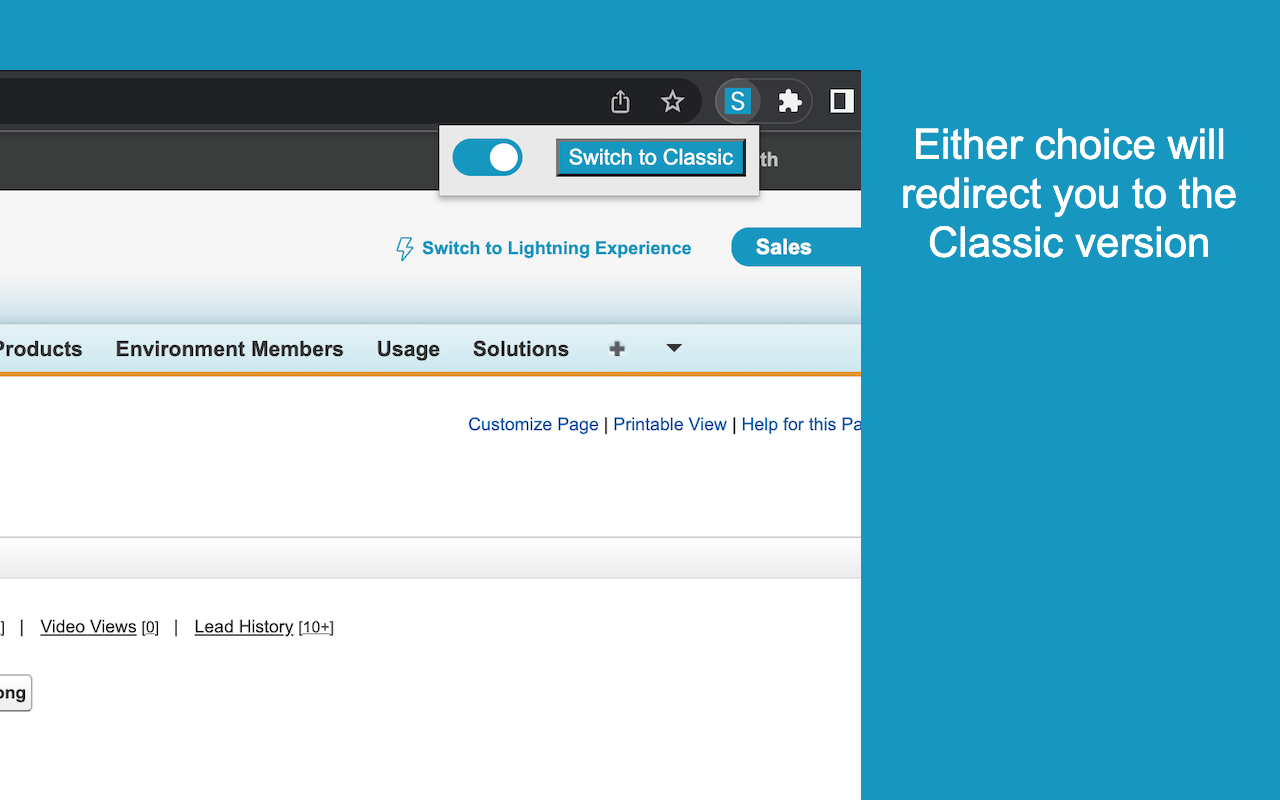 S
Switch to Classic
th
Switch to Lightning Experience
Sales
Products Environment Members Usage Solutions
Customize Page | Printable View | Help for this Pa
] | Video Views [0] | Lead History [10+]
ong
Either choice will
redirect you to the
Classic version